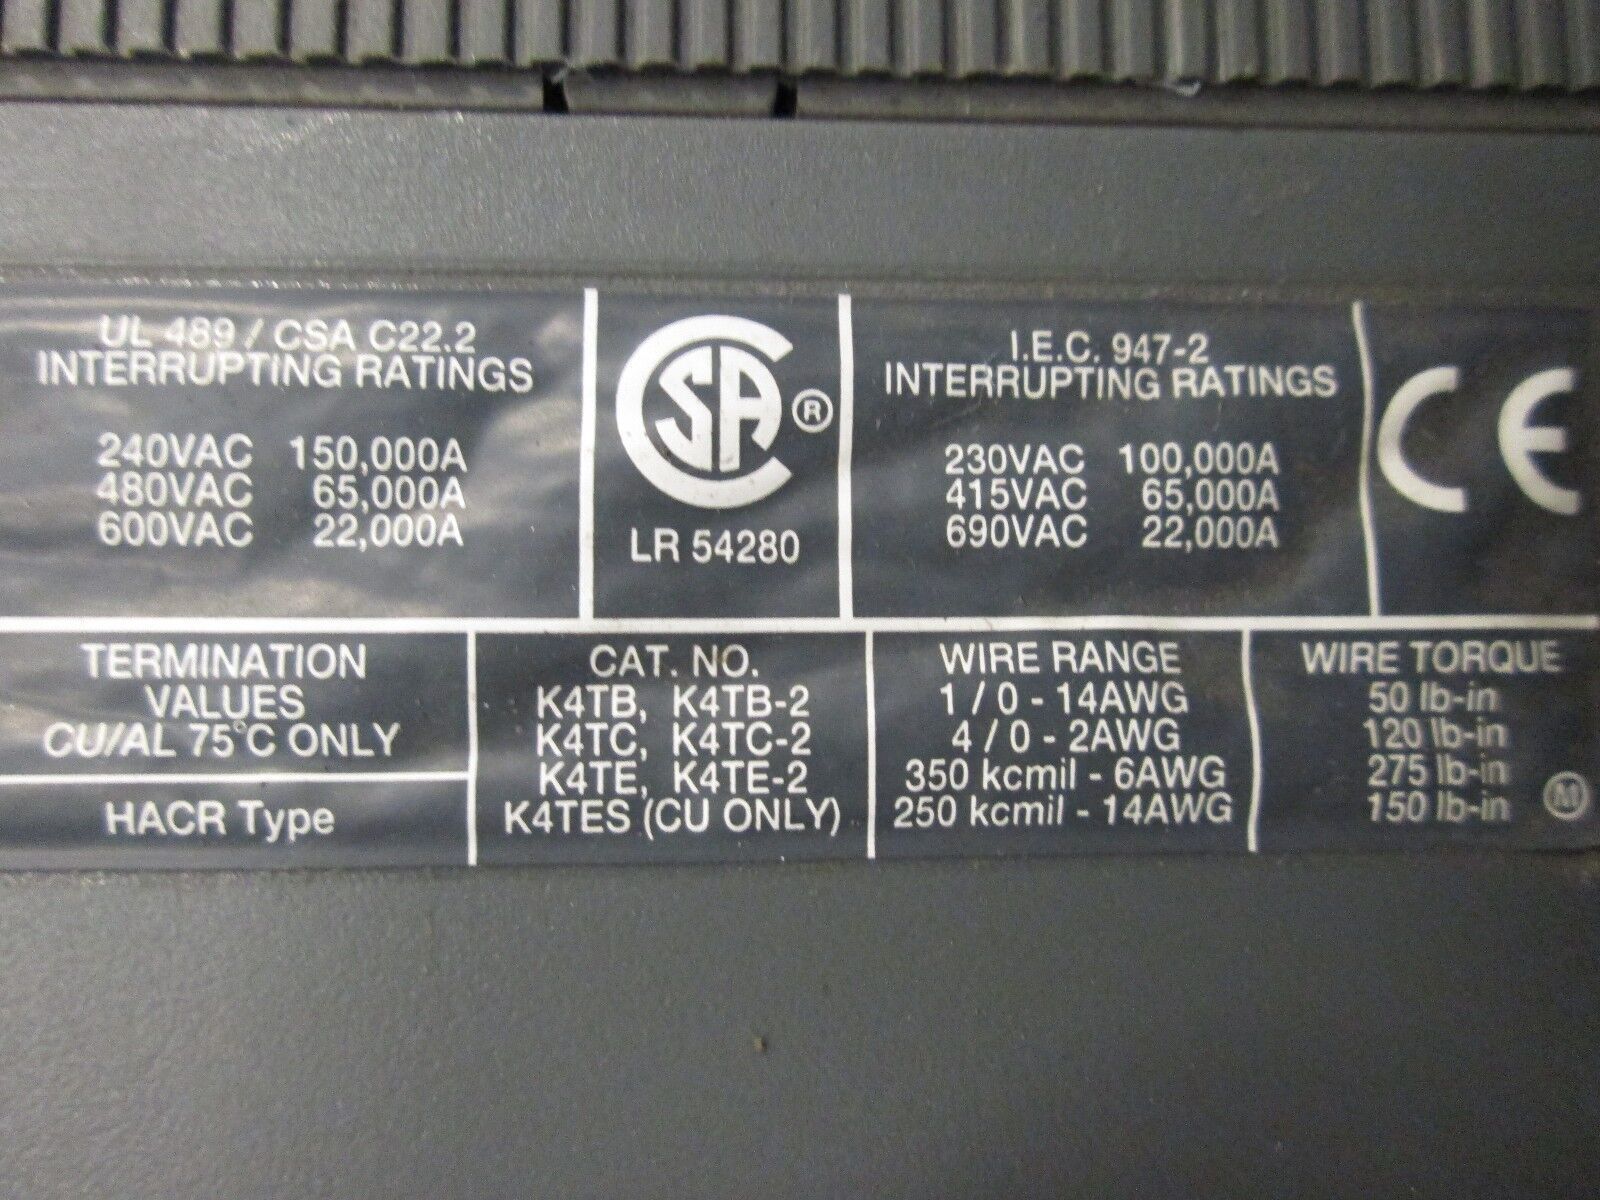 UL 489 / CSA C22.2
INTERRUPTING RATINGS
240VAC 150,000A
480VAC 65,000A
600VAC 22,000A
CSA ®
LR 54280
I.E.C. 947-2
INTERRUPTING RATINGS
230VAC 100,000A
415VAC 65,000A
690VAC 22,000A
CE
TERMINATION
VALUES
CU/AL 75°C ONLY
HACR Type
CAT. NO.
K4TB, K4TB-2
K4TC, K4TC-2
K4TE, K4TE-2
K4TES (CU ONLY)
WIRE RANGE
1 / 0 - 14AWG
4 / 0 - 2AWG
350 kcmil - 6AWG
250 kcmil - 14AWG
WIRE TORQUE
50 lb-in
120 lb-in
275 lb-in
150 lb-in
M